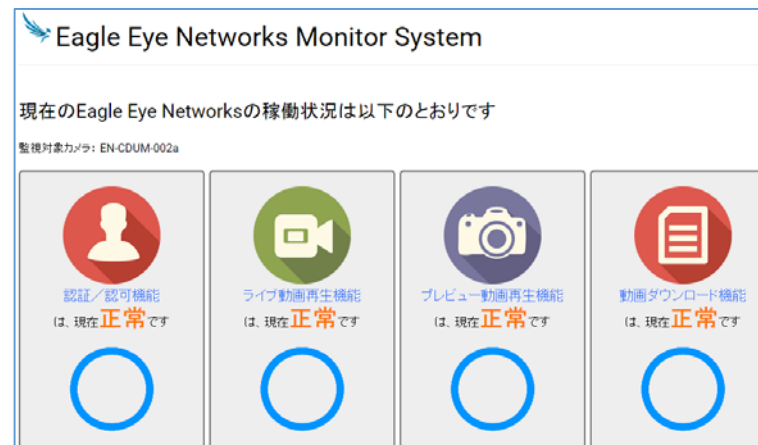 Eagle Eye Networks Monitor System
現在のEagle Eye Networksの稼働状況は以下のとおりです
監視対象カメラ: EN-CDUM-002a
認証/認可機能
は、現在正常です
ライブ動画再生機能
は、現在正常です
プレビュー動画再生機能
は、現在正常です
動画ダウンロード機能
は、現在正常です